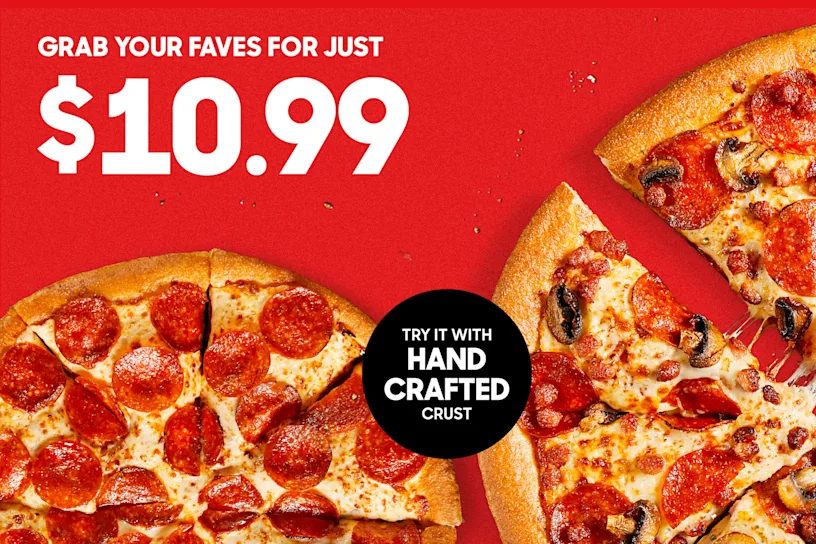 GRAB YOUR FAVES FOR JUST
$10.99
TRY IT WITH
HAND
CRAFTED
CRUST